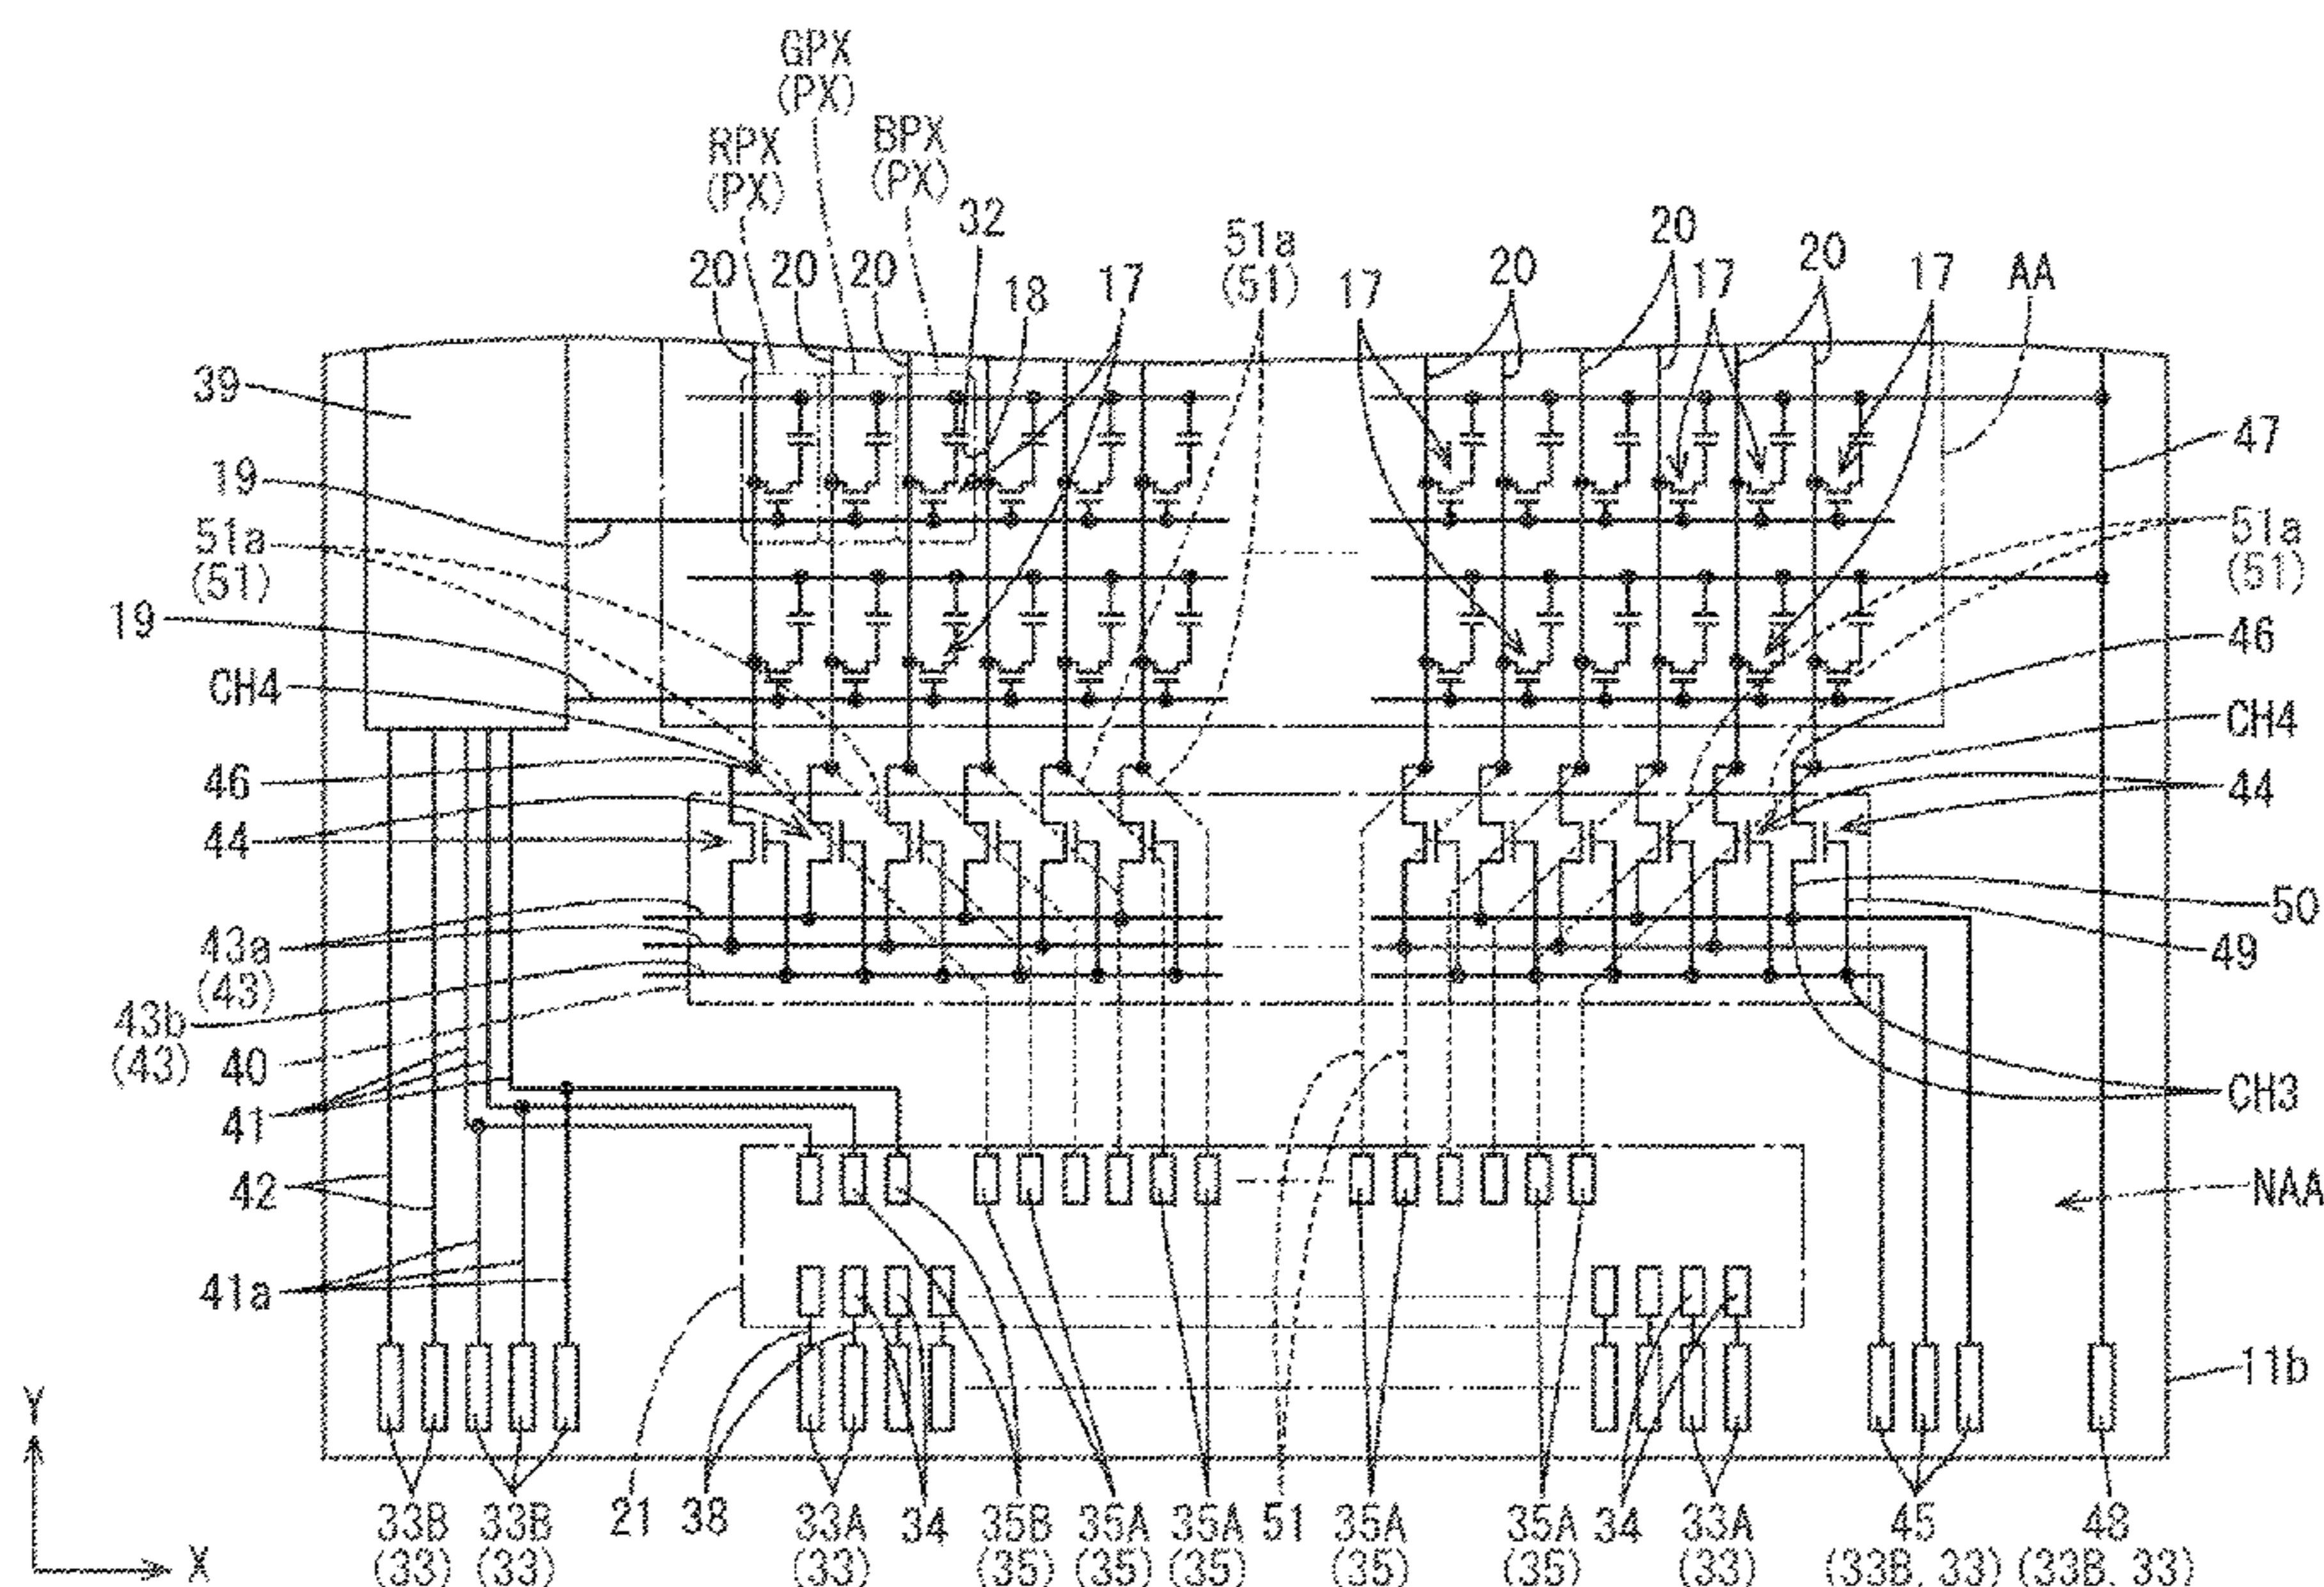 GPX
(PX)
BPX
(PX)
RPX
(PX)
32
51a
(51)
20
20
20
18
17
17
20
20
17
20
17
AA
39
47
19
51a
(51)
51a
(51)
19
46
CH4
CH4
46
44
44
50
43a
(43)
49
43b
(43)
40
CH3
41
42
NAA
41a
11b
Y
X
33B
(33)
33B
(33)
21
38
33A
(33)
34
35B
(35)
35A
(35)
35A
(35)
51
35A
(35)
35A
(35)
34
33A
(33)
45
(33B, 33)
48
(33B, 33)